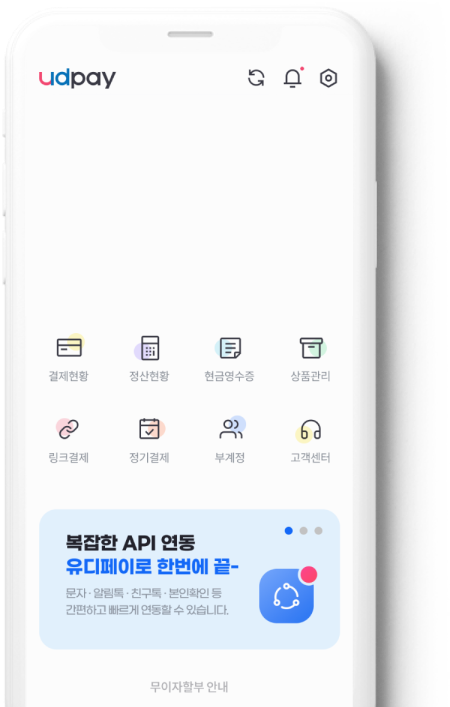 udpay
결제현황
정산현황
현금영수증
상품관리
링크결제
정기결제
부계정
고객센터
복잡한 API 연동
유디페이로 한번에 끝-
문자 · 알림톡 · 친구톡 · 본인확인 등
간편하고 빠르게 연동할 수 있습니다.
무이자할부 안내